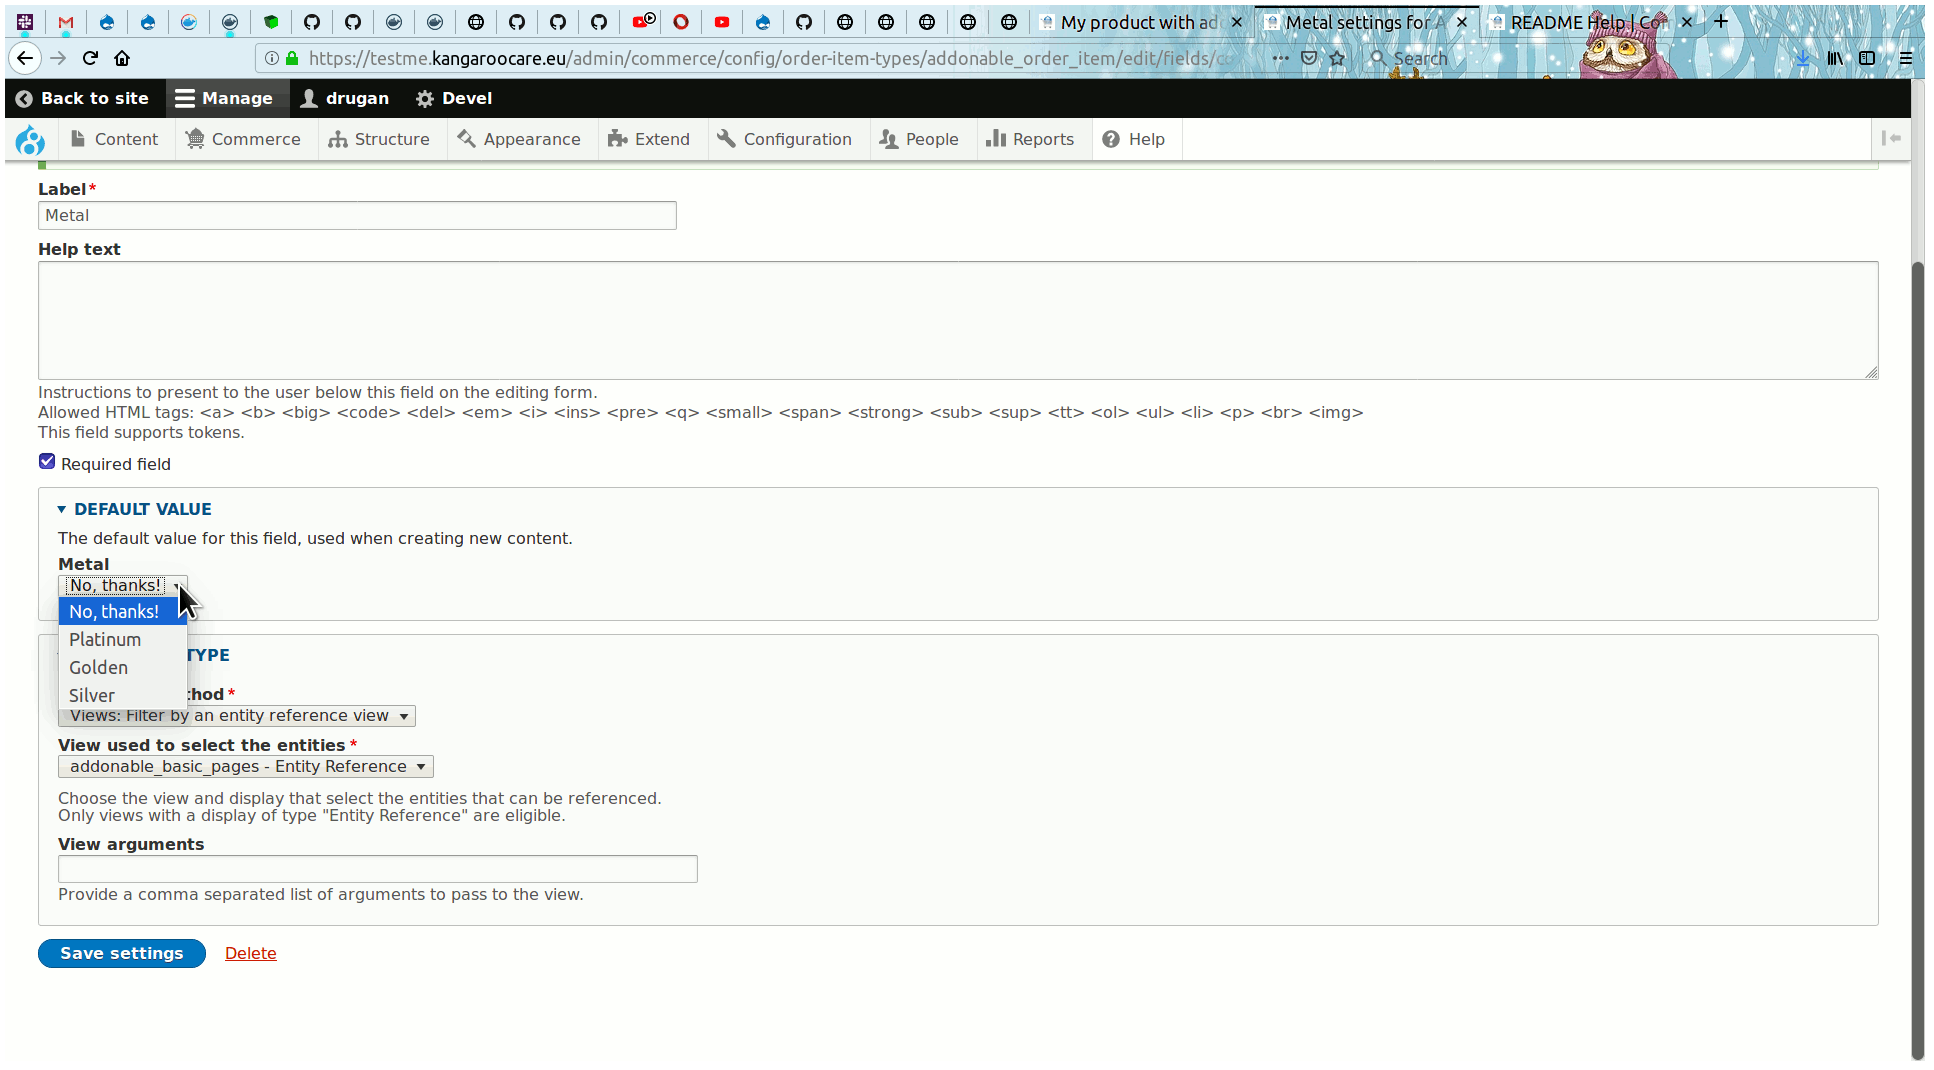 My product with ad
Metal settings for A
README Help | Co
https://testme.kangaroocare.eu/admin/commerce/config/order-item-types/addonable_order_item/edit/fields/co
Search
Back to site
Manage
drugan
Devel
Content
Commerce
Structure
Appearance
Extend
Configuration
People
Reports
Help
Label*
Metal
Help text
Instructions to present to the user below this field on the editing form.
Allowed HTML tags: <a> <b> <big> <code> <del> <em> <i> <ins> <pre> <q> <small> <span> <strong> <sub> <sup> <tt> <ol> <ul> <li> <p> <br> <img>
This field supports tokens.
Required field
DEFAULT VALUE
The default value for this field, used when creating new content.
Metal
No, thanks!
No, thanks!
Platinum
Golden
Silver
TYPE
thod*
Views: Filter by an entity reference view
View used to select the entities*
addonable_basic_pages - Entity Reference
Choose the view and display that select the entities that can be referenced.
Only views with a display of type "Entity Reference" are eligible.
View arguments
Provide a comma separated list of arguments to pass to the view.
Save settings
Delete